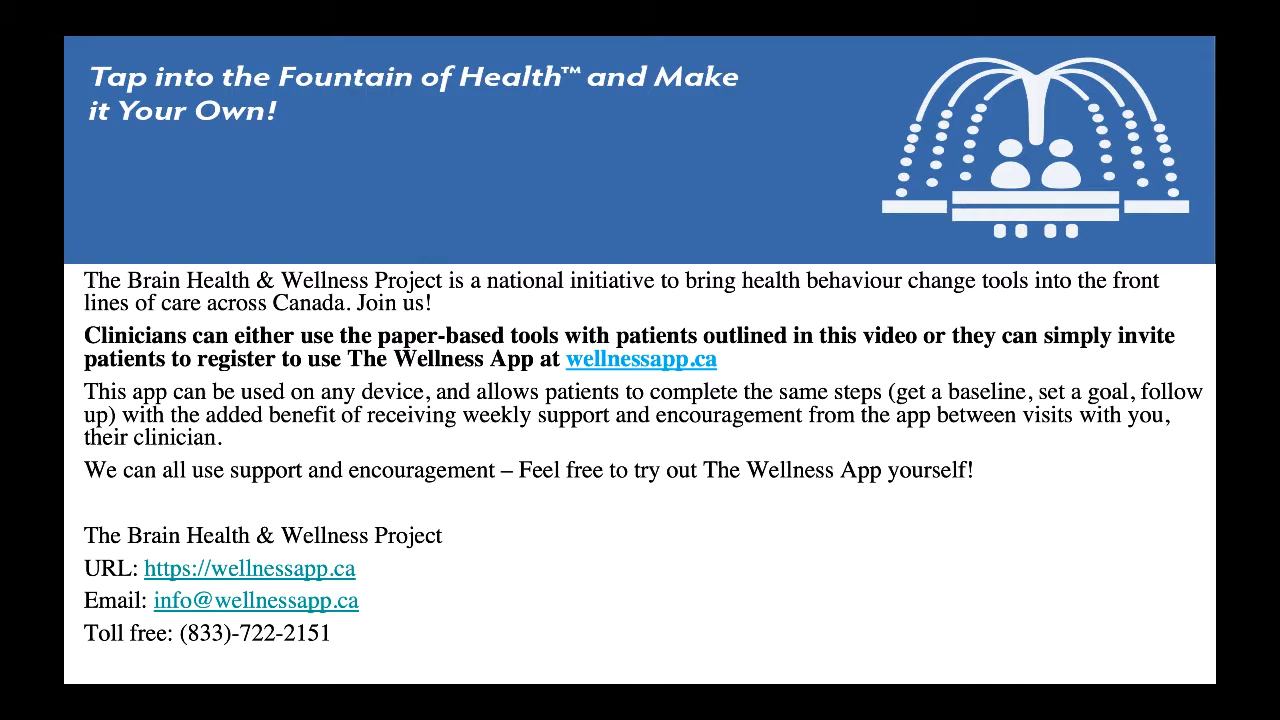 Tap into the Fountain of Health™ and Make
it Your Own!
The Brain Health & Wellness Project is a national initiative to bring health behaviour change tools into the front
lines of care across Canada. Join us!
Clinicians can either use the paper-based tools with patients outlined in this video or they can simply invite
patients to register to use The Wellness App at wellnessapp.ca
This app can be used on any device, and allows patients to complete the same steps (get a baseline, set a goal, follow
up) with the added benefit of receiving weekly support and encouragement from the app between visits with you,
their clinician.
We can all use support and encouragement – Feel free to try out The Wellness App yourself!
The Brain Health & Wellness Project
URL: https://wellnessapp.ca
Email: info@wellnessapp.ca
Toll free: (833)-722-2151